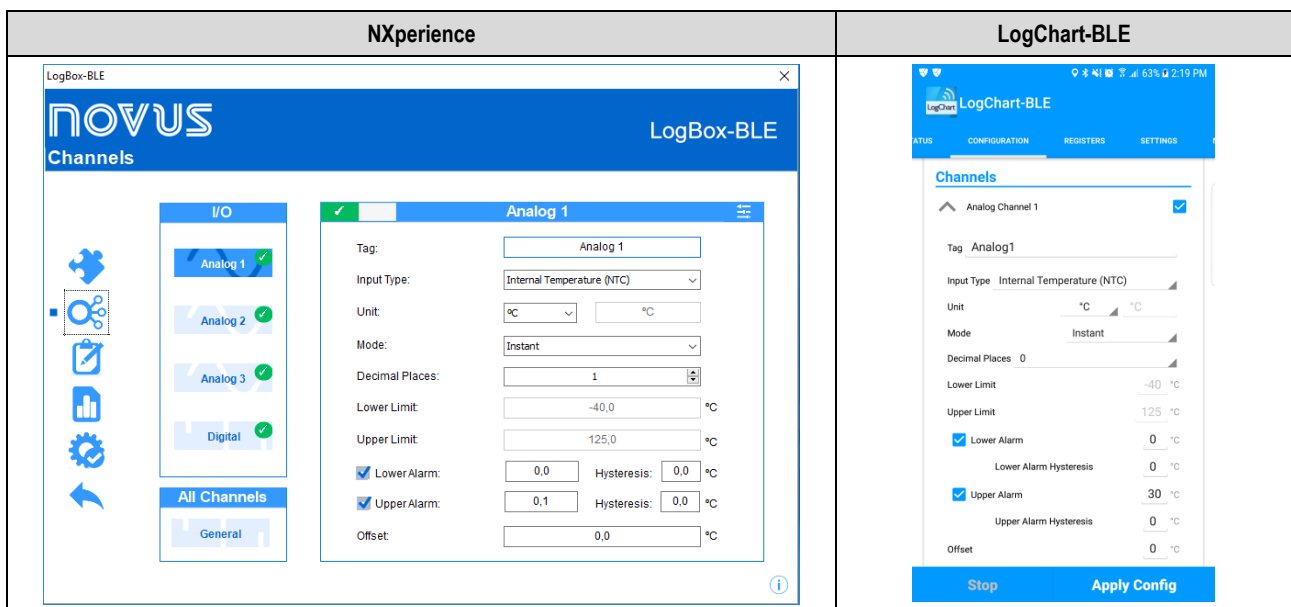 NXperience
LogChart-BLE
LogBox-BLE
NOVUS
LogBox-BLE
Channels
I/O
Analog 1
Analog 2
Analog 3
Digital
All Channels
General
Analog 1
Tag: Analog 1
Input Type: Internal Temperature (NTC)
Unit: ºC ºC
Mode: Instant
Decimal Places: 1
Lower Limit: -40,0 ºC
Upper Limit: 125,0 ºC
Lower Alarm: 0,0 Hysteresis: 0,0 ºC
Upper Alarm: 0,1 Hysteresis: 0,0 ºC
Offset: 0,0 ºC
63% 2:19 PM
LogChart LogChart-BLE
ATUS CONFIGURATION REGISTERS SETTINGS
Channels
Analog Channel 1
Tag Analog1
Input Type Internal Temperature (NTC)
Unit °C °C
Mode Instant
Decimal Places 0
Lower Limit -40 °C
Upper Limit 125 °C
Lower Alarm 0 °C
Lower Alarm Hysteresis 0 °C
Upper Alarm 30 °C
Upper Alarm Hysteresis 0 °C
Offset 0 °C
Stop Apply Config